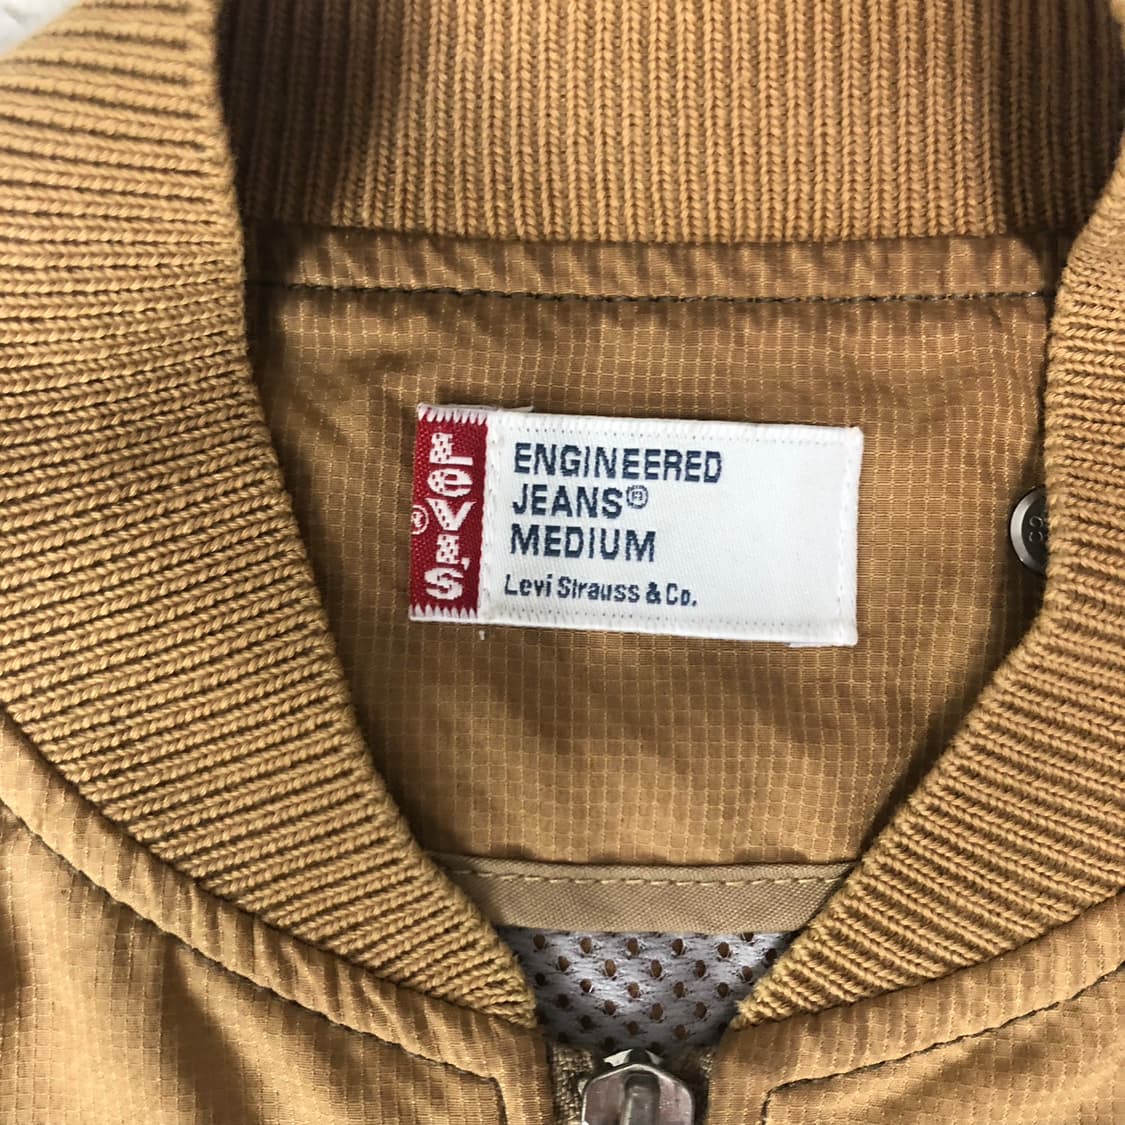 LEVI'S®
ENGINEERED
JEANS®
MEDIUM
Levi Strauss & Co.